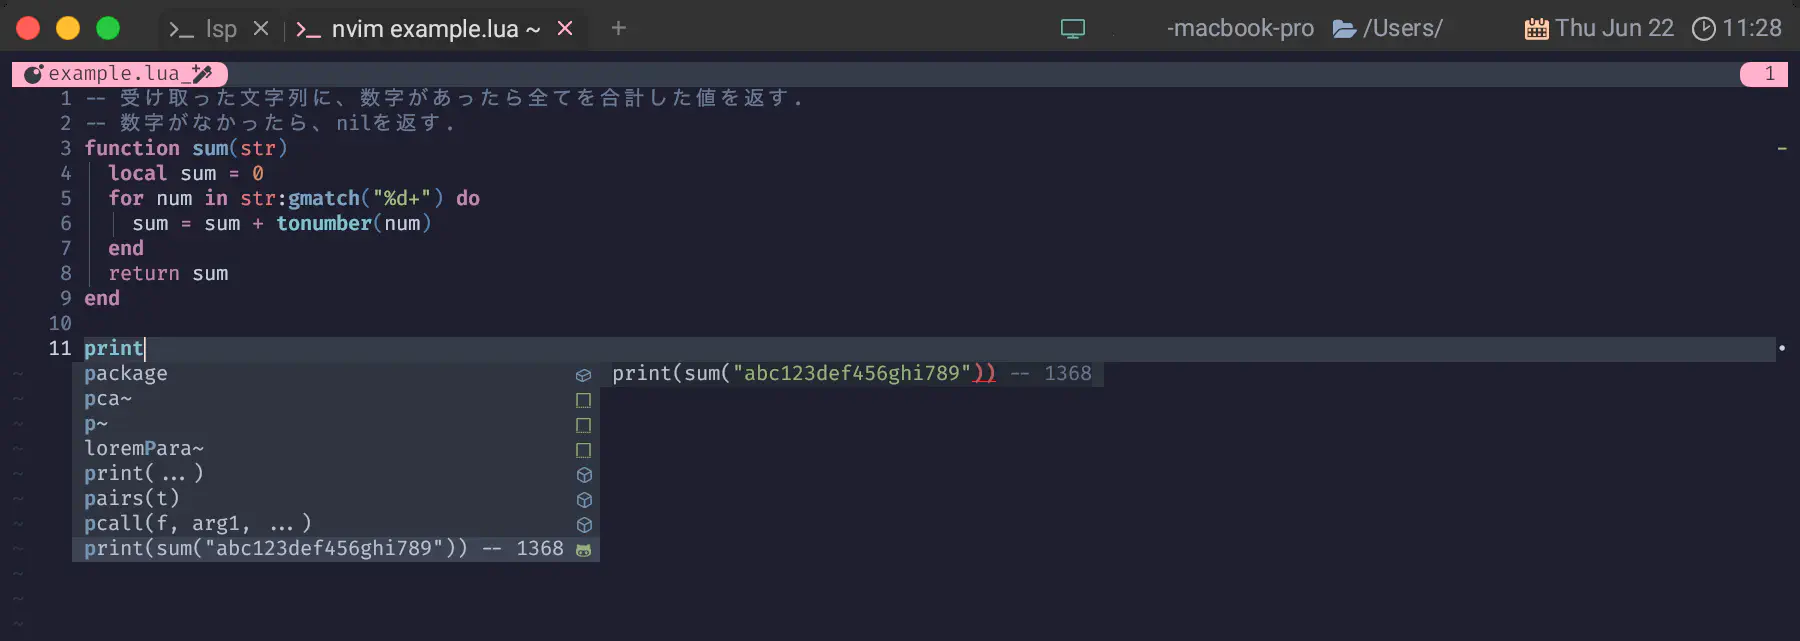 lsp nvim example.lua ~ -macbook-pro /Users/ Thu Jun 22 11:28
example.lua_ 1
1 -- 受け取った文字列に、数字があったら全てを合計した値を返す.
2 -- 数字がなかったら、nilを返す.
3 function sum(str)
4 local sum = 0
5 for num in str:gmatch("%d+") do
6 sum = sum + tonumber(num)
7 end
8 return sum
9 end
10
11 print
package print(sum("abc123def456ghi789")) -- 1368
pca~
p~
loremPara~
print(...)
pairs(t)
pcall(f, arg1, ...)
print(sum("abc123def456ghi789")) -- 1368